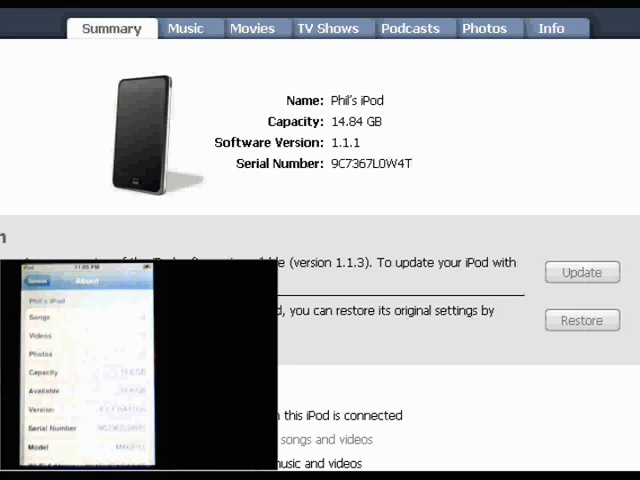 Summary Music Movies TV Shows Podcasts Photos Info
Name: Phil's iPod
Capacity: 14.84 GB
Software Version: 1.1.1
Serial Number: 9C7367L0W4T
(version 1.1.3). To update your iPod with
Update
you can restore its original settings by
Restore
this iPod is connected
songs and videos
music and videos
11:05 PM
About
Phil's iPod
Songs
Videos
Photos
Capacity
Available
Version
Serial Number
Model